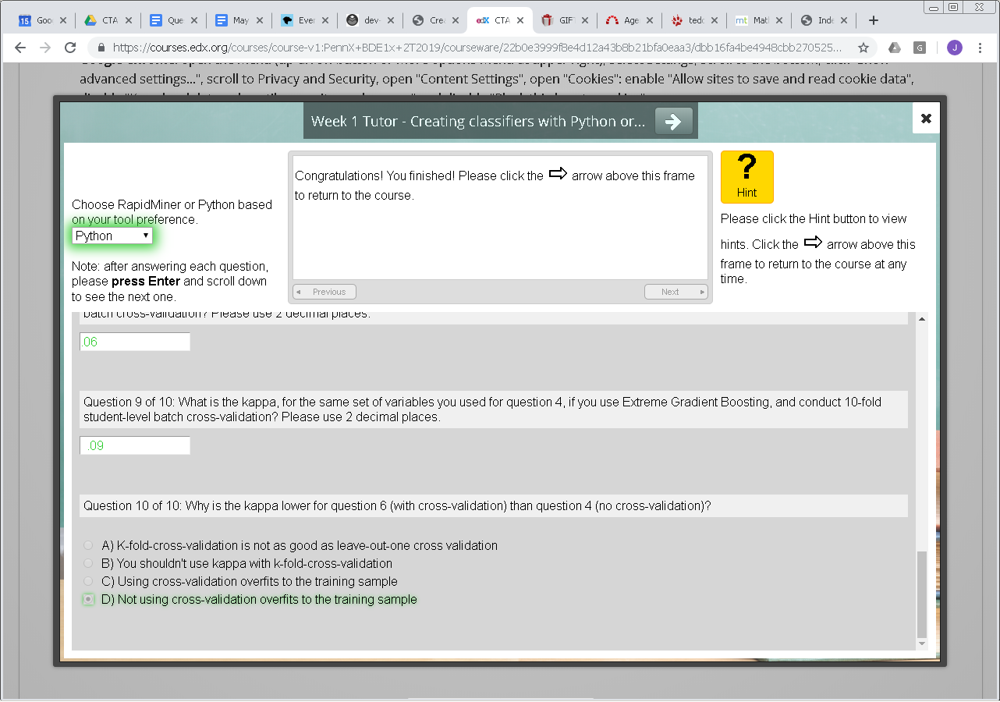 15 Goo
CTA
Que
May
Ever
dev-
Crea
edX CTA
GIF
Age
tedd
mt Mat
Inde
https://courses.edx.org/courses/course-v1:PennX+BDE1x+2T2019/courseware/22b0e3999f8e4d12a43b8b21bfa0eaa3/dbb16fa4be4948cbb270525...
G
J
advanced settings...", scroll to Privacy and Security, open "Content Settings", open "Cookies": enable "Allow sites to save and read cookie data",
Week 1 Tutor - Creating classifiers with Python or...
Choose RapidMiner or Python based
on your tool preference.
Python
Note: after answering each question,
please press Enter and scroll down
to see the next one.
Congratulations! You finished! Please click the ⇨ arrow above this frame
to return to the course.
Previous
Next
?
Hint
Please click the Hint button to view
hints. Click the ⇨ arrow above this
frame to return to the course at any
time.
batch cross-validation? Please use 2 decimal places.
.06
Question 9 of 10: What is the kappa, for the same set of variables you used for question 4, if you use Extreme Gradient Boosting, and conduct 10-fold
student-level batch cross-validation? Please use 2 decimal places.
.09
Question 10 of 10: Why is the kappa lower for question 6 (with cross-validation) than question 4 (no cross-validation)?
A) K-fold-cross-validation is not as good as leave-out-one cross validation
B) You shouldn't use kappa with k-fold-cross-validation
C) Using cross-validation overfits to the training sample
D) Not using cross-validation overfits to the training sample